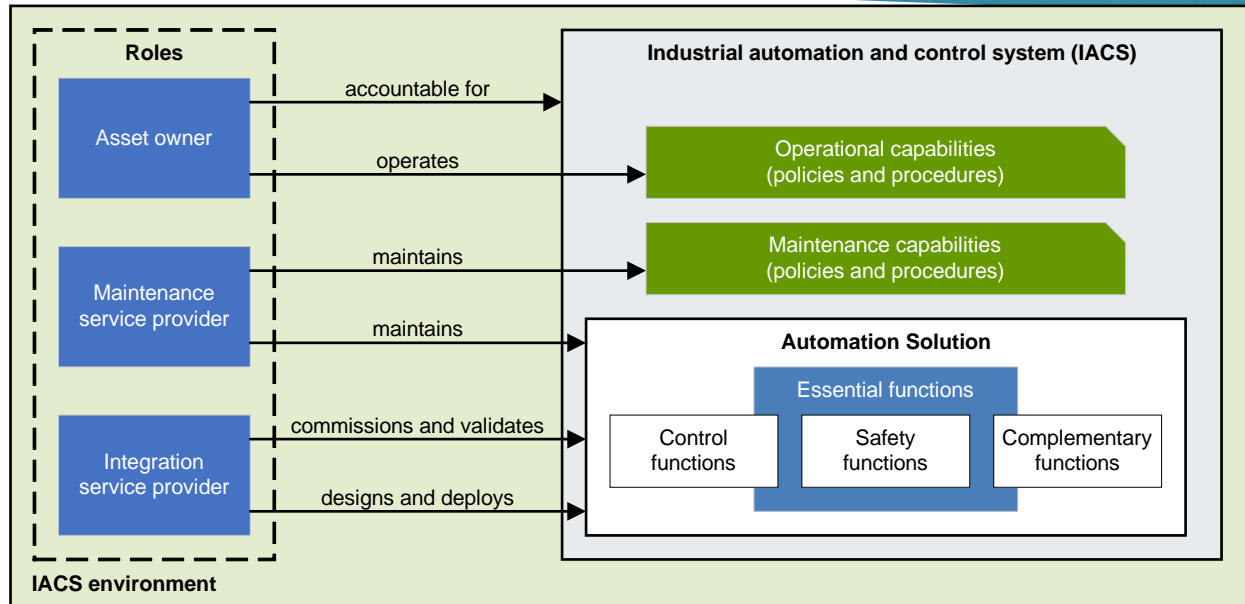 Roles
Industrial automation and control system (IACS)
Asset owner
accountable for
operates
Operational capabilities
(policies and procedures)
Maintenance
service provider
maintains
Maintenance capabilities
(policies and procedures)
maintains
Automation Solution
Essential functions
Control
functions
Safety
functions
Complementary
functions
Integration
service provider
commissions and validates
designs and deploys
IACS environment